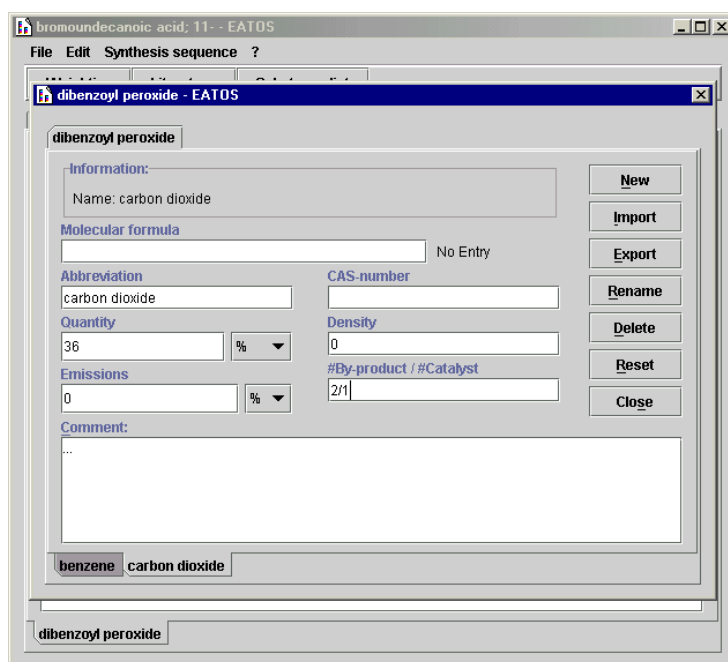 bromoundecanoic acid; 11- - EATOS
File Edit Synthesis sequence ?
dibenzoyl peroxide - EATOS
dibenzoyl peroxide
Information:
Name: carbon dioxide
New
Import
Molecular formula
No Entry
Export
Abbreviation CAS-number
carbon dioxide
Rename
Quantity Density
36 % 0
Delete
Emissions #By-product / #Catalyst
Reset
0 % 2/1
Close
Comment:
...
benzene carbon dioxide
dibenzoyl peroxide